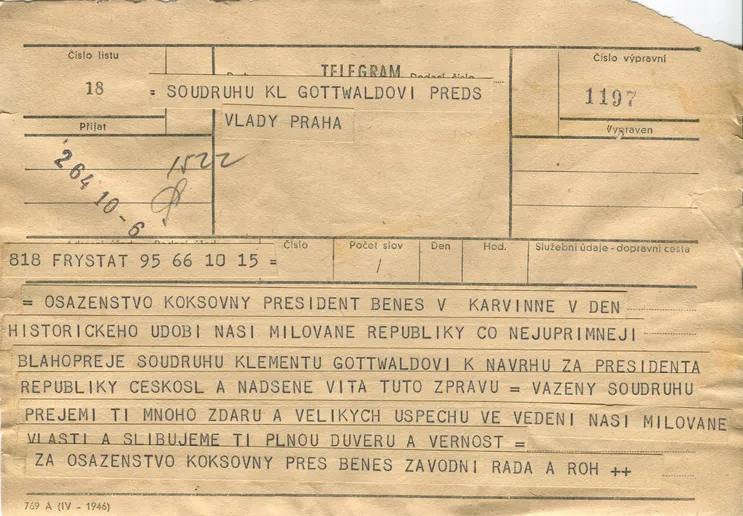 Číslo listu
TELEGRAM
Číslo výpravní
Podací číslo
18
= SOUDRUHU KL GOTTWALDOVI PREDS
1197
Přijat
VLADY PRAHA
Vypraven
1522
264 10-6
Číslo
Počet slov
Den
Hod.
Služební údaje - dopravní cesta
818 FRYSTAT 95 66 10 15 =
/
= OSAZENSTVO KOKSOVNY PRESIDENT BENES V KARVINNE V DEN
HISTORICKEHO UDOBI NASI MILOVANE REPUBLIKY CO NEJUPRIMNEJI
BLAHOPREJE SOUDRUHU KLEMENTU GOTTWALDOVI K NAVRHU ZA PRESIDENTA
REPUBLIKY CESKOSL A NADSENE VITA TUTO ZPRAVU = VAZENY SOUDRUHU
PREJEMI TI MNOHO ZDARU A VELIKYCH USPECHU VE VEDENI NASI MILOVANE
VLASTI A SLIBUJEME TI PLNOU DUVERU A VERNOST =
ZA OSAZENSTVO KOKSOVNY PRES BENES ZAVODNI RADA A ROH ++
769 A (IV - 1946)